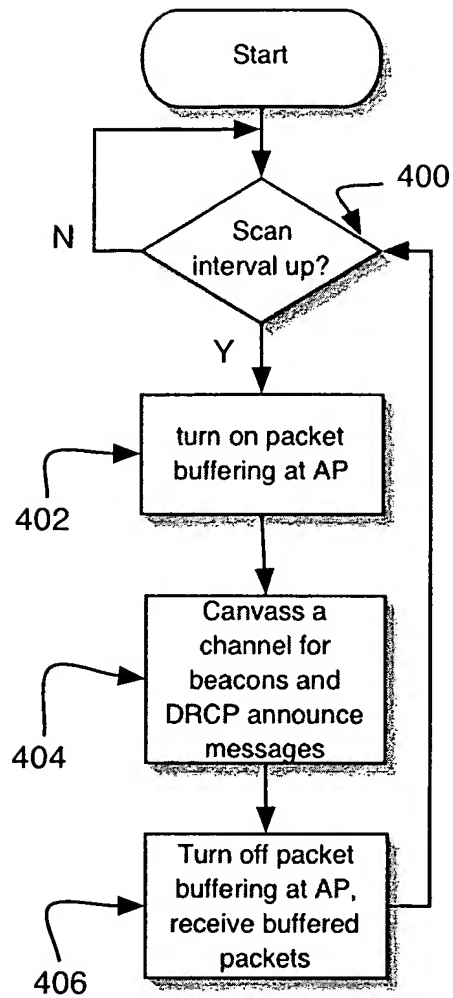 Start
400
N
Scan
interval up?
Y
turn on packet
buffering at AP
402
Canvass a
channel for
beacons and
DRCP announce
messages
404
Turn off packet
buffering at AP,
receive buffered
packets
406